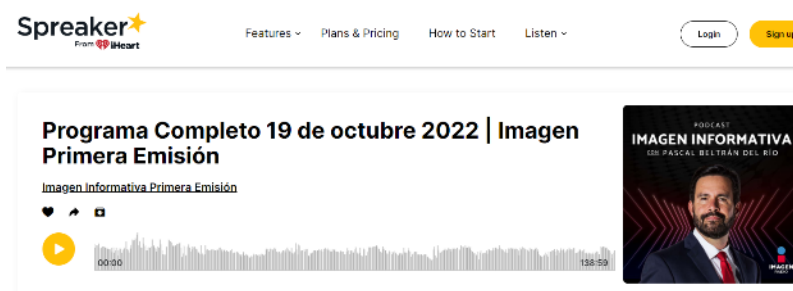 Spreaker
From iHeart
Features
Plans & Pricing
How to Start
Listen
Login
Sign up
Programa Completo 19 de octubre 2022 | Imagen
Primera Emisión
Imagen Informativa Primera Emisión
00:00
138:59
PODCAST
IMAGEN INFORMATIVA
CON PASCAL BELTRÁN DEL RÍO
IMAGEN
RADIO